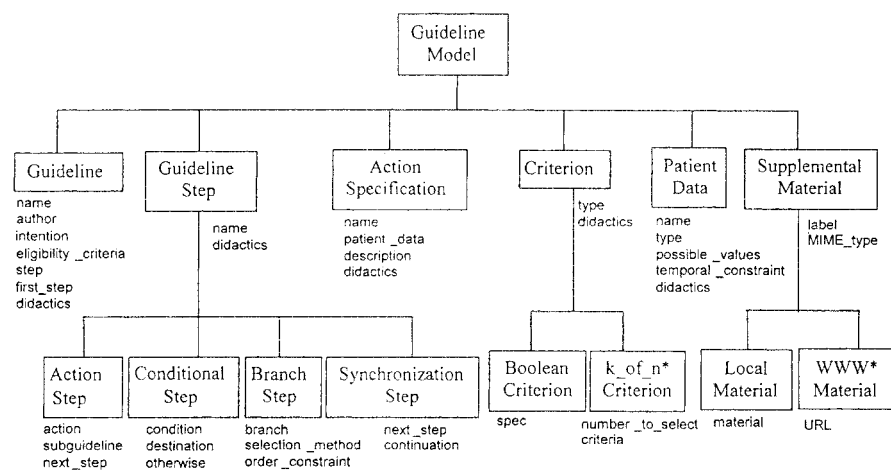 Guideline
Model
Guideline
name
author
intention
eligibility _criteria
step
first_step
didactics
Guideline
Step
name
didactics
Action
Specification
name
patient _data
description
didactics
Criterion
type
didactics
Patient
Data
name
type
possible _values
temporal _constraint
didactics
Supplemental
Material
label
MIME_type
Action
Step
action
subguideline
next _step
Conditional
Step
condition
destination
otherwise
Branch
Step
branch
selection _method
order _constraint
Synchronization
Step
next _step
continuation
Boolean
Criterion
spec
k_of_n*
Criterion
number _to_select
criteria
Local
Material
material
WWW*
Material
URL